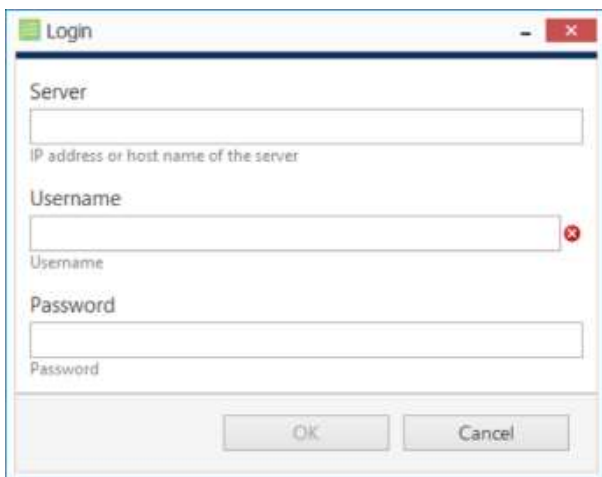 Login
Server
IP address or host name of the server
Username
Username
Password
Password
OK
Cancel